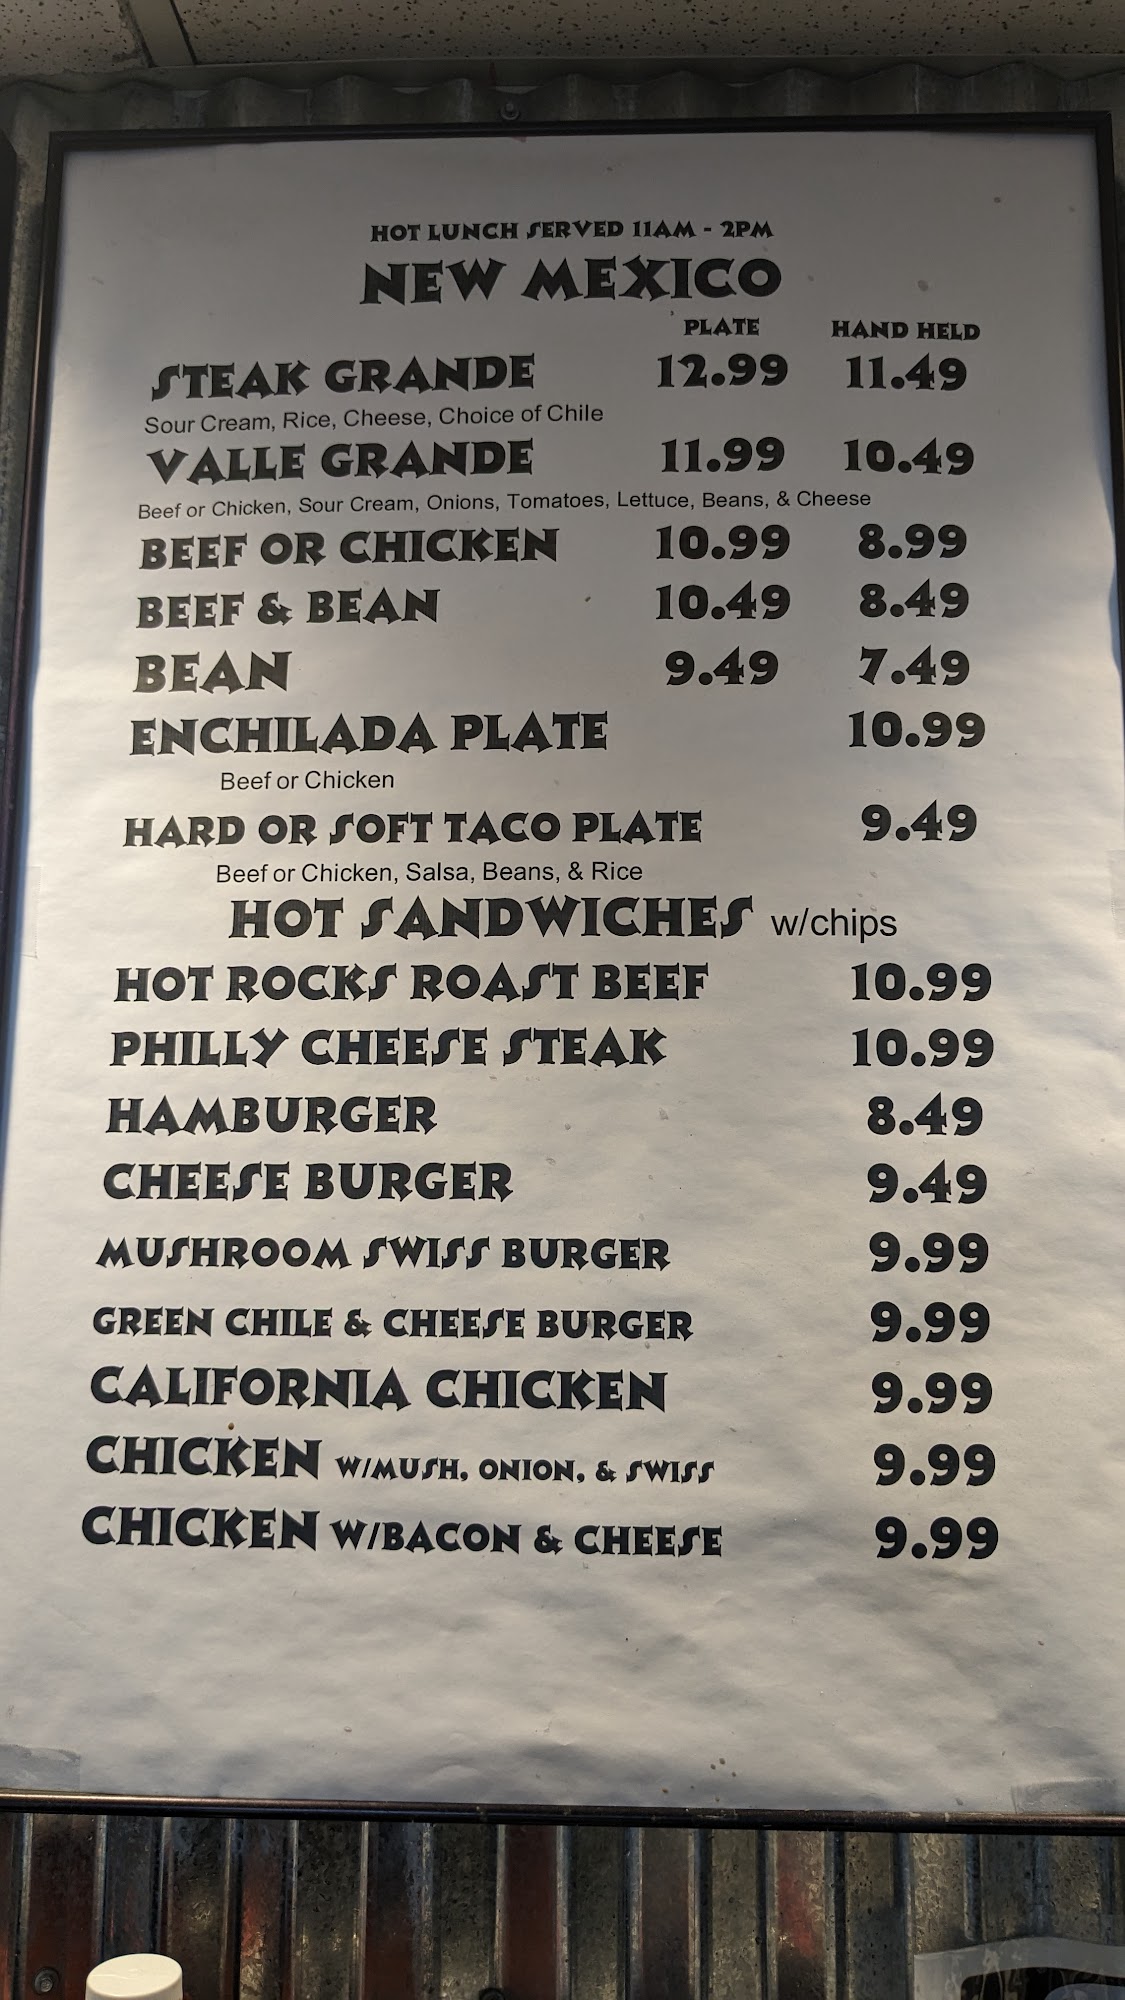 HOT LUNCH SERVED 11AM - 2PM
NEW MEXICO
PLATE HAND HELD
STEAK GRANDE 12.99 11.49
Sour Cream, Rice, Cheese, Choice of Chile
VALLE GRANDE 11.99 10.49
Beef or Chicken, Sour Cream, Onions, Tomatoes, Lettuce, Beans, & Cheese
BEEF OR CHICKEN 10.99 8.99
BEEF & BEAN 10.49 8.49
BEAN 9.49 7.49
ENCHILADA PLATE 10.99
Beef or Chicken
HARD OR SOFT TACO PLATE 9.49
Beef or Chicken, Salsa, Beans, & Rice
HOT SANDWICHES w/chips
HOT ROCKS ROAST BEEF 10.99
PHILLY CHEESE STEAK 10.99
HAMBURGER 8.49
CHEESE BURGER 9.49
MUSHROOM SWISS BURGER 9.99
GREEN CHILE & CHEESE BURGER 9.99
CALIFORNIA CHICKEN 9.99
CHICKEN W/MUSH, ONION, & SWISS 9.99
CHICKEN W/BACON & CHEESE 9.99